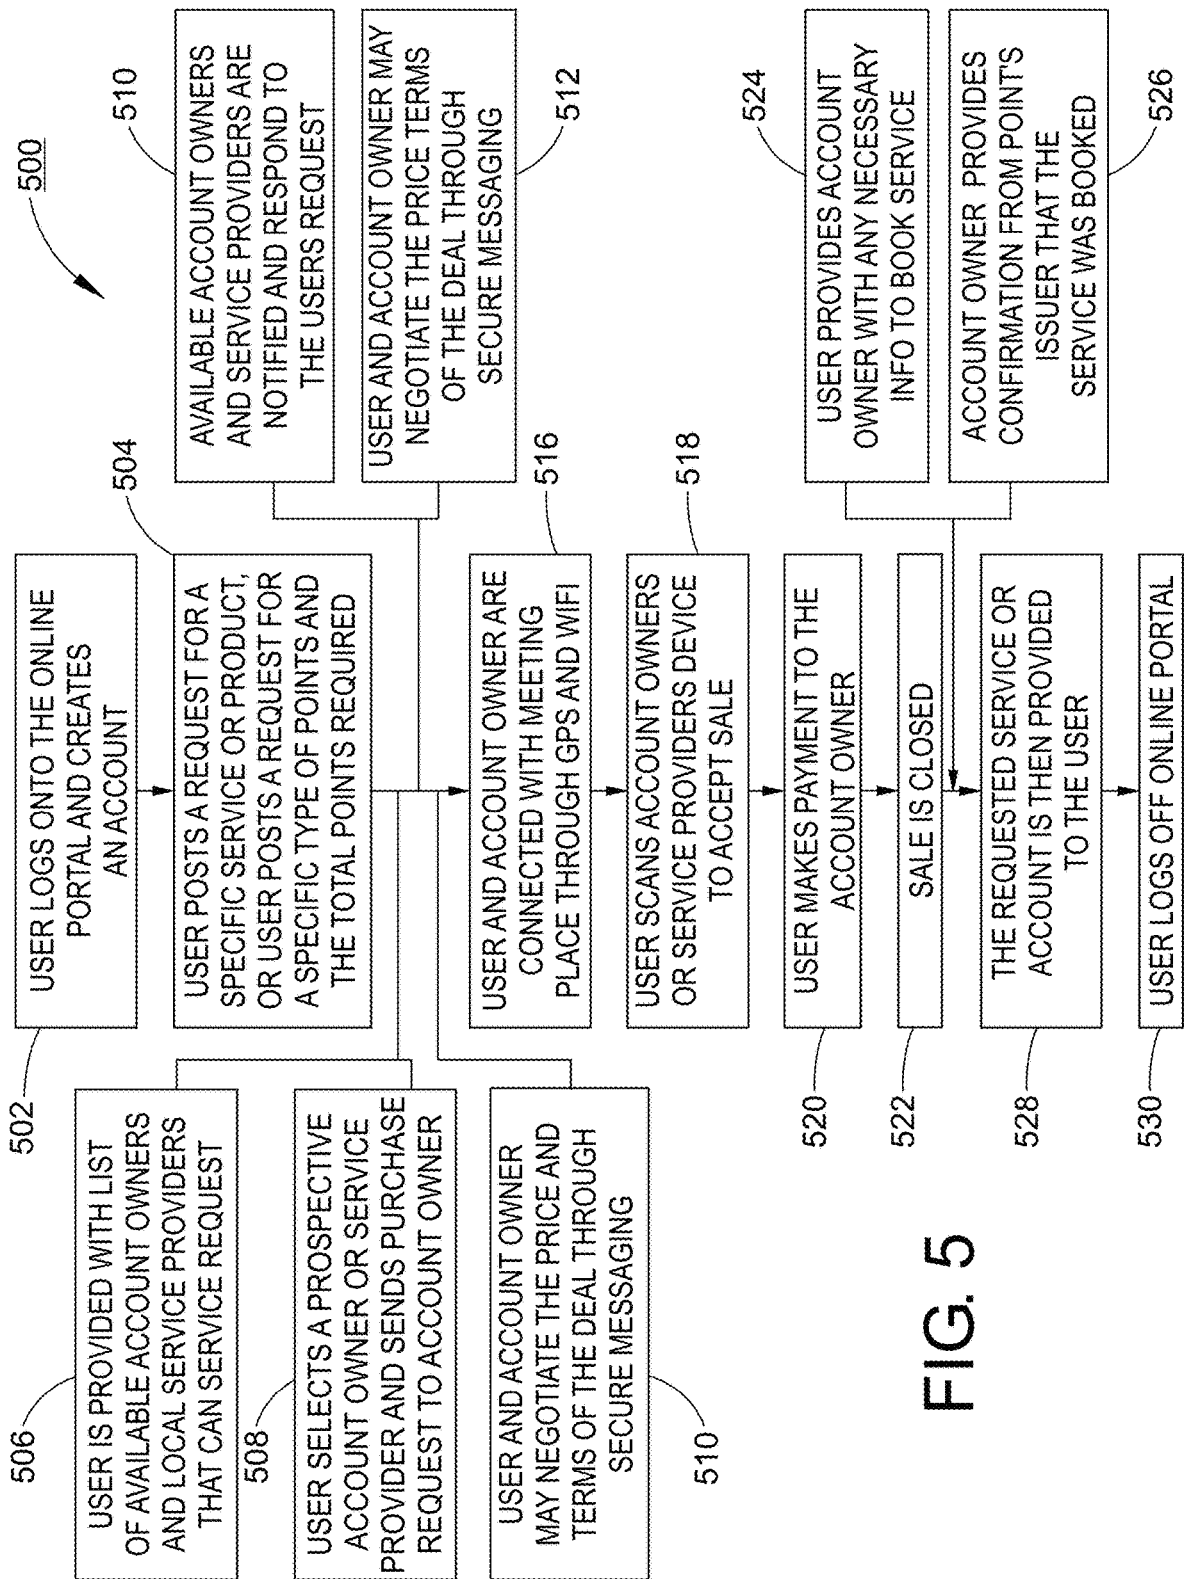 500
502
USER LOGS ONTO THE ONLINE
PORTAL AND CREATES
AN ACCOUNT
504
USER POSTS A REQUEST FOR A
SPECIFIC SERVICE OR PRODUCT,
OR USER POSTS A REQUEST FOR
A SPECIFIC TYPE OF POINTS AND
THE TOTAL POINTS REQUIRED
506
USER IS PROVIDED WITH LIST
OF AVAILABLE ACCOUNT OWNERS
AND LOCAL SERVICE PROVIDERS
THAT CAN SERVICE REQUEST
508
USER SELECTS A PROSPECTIVE
ACCOUNT OWNER OR SERVICE
PROVIDER AND SENDS PURCHASE
REQUEST TO ACCOUNT OWNER
510
USER AND ACCOUNT OWNER
MAY NEGOTIATE THE PRICE AND
TERMS OF THE DEAL THROUGH
SECURE MESSAGING
510
AVAILABLE ACCOUNT OWNERS
AND SERVICE PROVIDERS ARE
NOTIFIED AND RESPOND TO
THE USERS REQUEST
512
USER AND ACCOUNT OWNER MAY
NEGOTIATE THE PRICE TERMS
OF THE DEAL THROUGH
SECURE MESSAGING
516
USER AND ACCOUNT OWNER ARE
CONNECTED WITH MEETING
PLACE THROUGH GPS AND WIFI
518
USER SCANS ACCOUNT OWNERS
OR SERVICE PROVIDERS DEVICE
TO ACCEPT SALE
520
USER MAKES PAYMENT TO THE
ACCOUNT OWNER
522
SALE IS CLOSED
524
USER PROVIDES ACCOUNT
OWNER WITH ANY NECESSARY
INFO TO BOOK SERVICE
526
ACCOUNT OWNER PROVIDES
CONFIRMATION FROM POINT'S
ISSUER THAT THE
SERVICE WAS BOOKED
528
THE REQUESTED SERVICE OR
ACCOUNT IS THEN PROVIDED
TO THE USER
530
USER LOGS OFF ONLINE PORTAL
FIG. 5